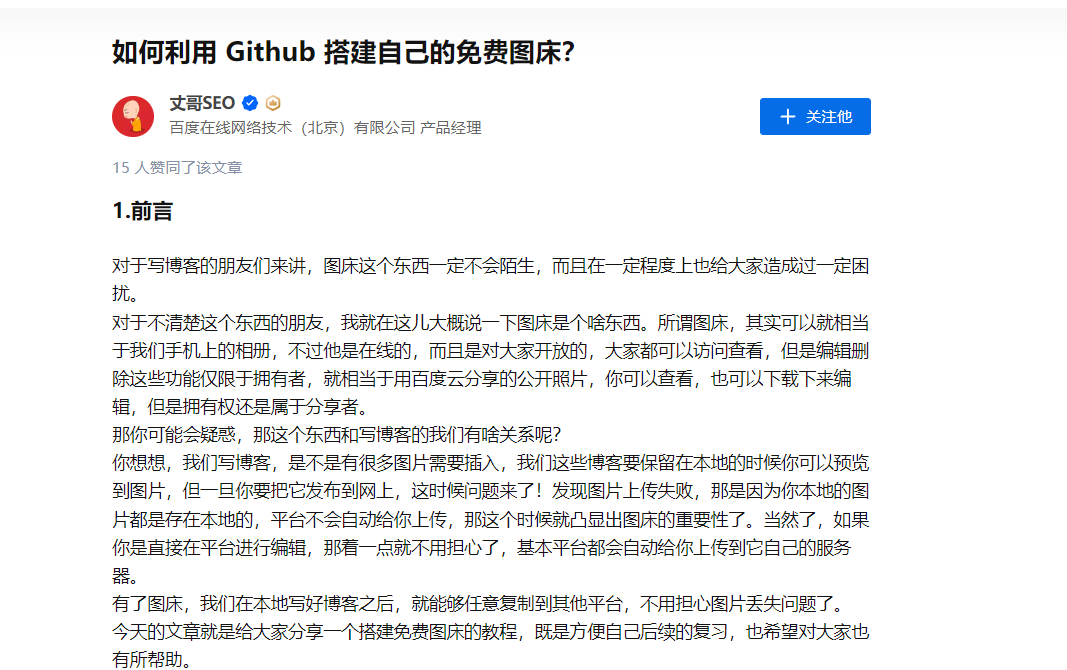 如何利用 Github 搭建自己的免费图床？
丈哥SEO
百度在线网络技术（北京）有限公司 产品经理
＋ 关注他
15 人赞同了该文章
1.前言
对于写博客的朋友们来讲，图床这个东西一定不会陌生，而且在一定程度上也给大家造成过一定困
扰。
对于不清楚这个东西的朋友，我就在这儿大概说一下图床是个啥东西。所谓图床，其实可以就相当
于我们手机上的相册，不过他是在线的，而且是对大家开放的，大家都可以访问查看，但是编辑删
除这些功能仅限于拥有者，就相当于用百度云分享的公开照片，你可以查看，也可以下载下来编
辑，但是拥有权还是属于分享者。
那你可能会疑惑，那这个东西和写博客的我们有啥关系呢？
你想想，我们写博客，是不是有很多图片需要插入，我们这些博客要保留在本地的时候你可以预览
到图片，但一旦你要把它发布到网上，这时候问题来了！发现图片上传失败，那是因为你本地的图
片都是存在本地的，平台不会自动给你上传，那这个时候就凸显出图床的重要性了。当然了，如果
你是直接在平台进行编辑，那着一点就不用担心了，基本平台都会自动给你上传到它自己的服务
器。
有了图床，我们在本地写好博客之后，就能够任意复制到其他平台，不用担心图片丢失问题了。
今天的文章就是给大家分享一个搭建免费图床的教程，既是方便自己后续的复习，也希望对大家也
有所帮助。